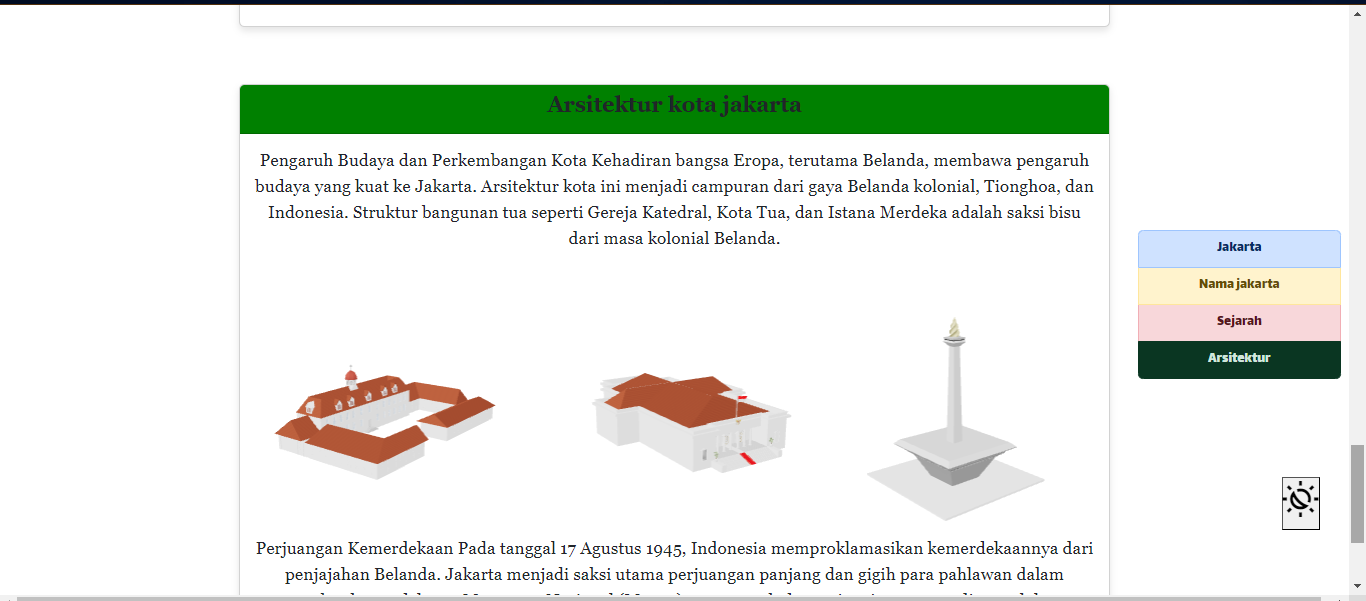 Arsitektur kota jakarta
Pengaruh Budaya dan Perkembangan Kota Kehadiran bangsa Eropa, terutama Belanda, membawa pengaruh
budaya yang kuat ke Jakarta. Arsitektur kota ini menjadi campuran dari gaya Belanda kolonial, Tionghoa, dan
Indonesia. Struktur bangunan tua seperti Gereja Katedral, Kota Tua, dan Istana Merdeka adalah saksi bisu
dari masa kolonial Belanda.
Jakarta
Nama jakarta
Sejarah
Arsitektur
Perjuangan Kemerdekaan Pada tanggal 17 Agustus 1945, Indonesia memproklamasikan kemerdekaannya dari
penjajahan Belanda. Jakarta menjadi saksi utama perjuangan panjang dan gigih para pahlawan dalam